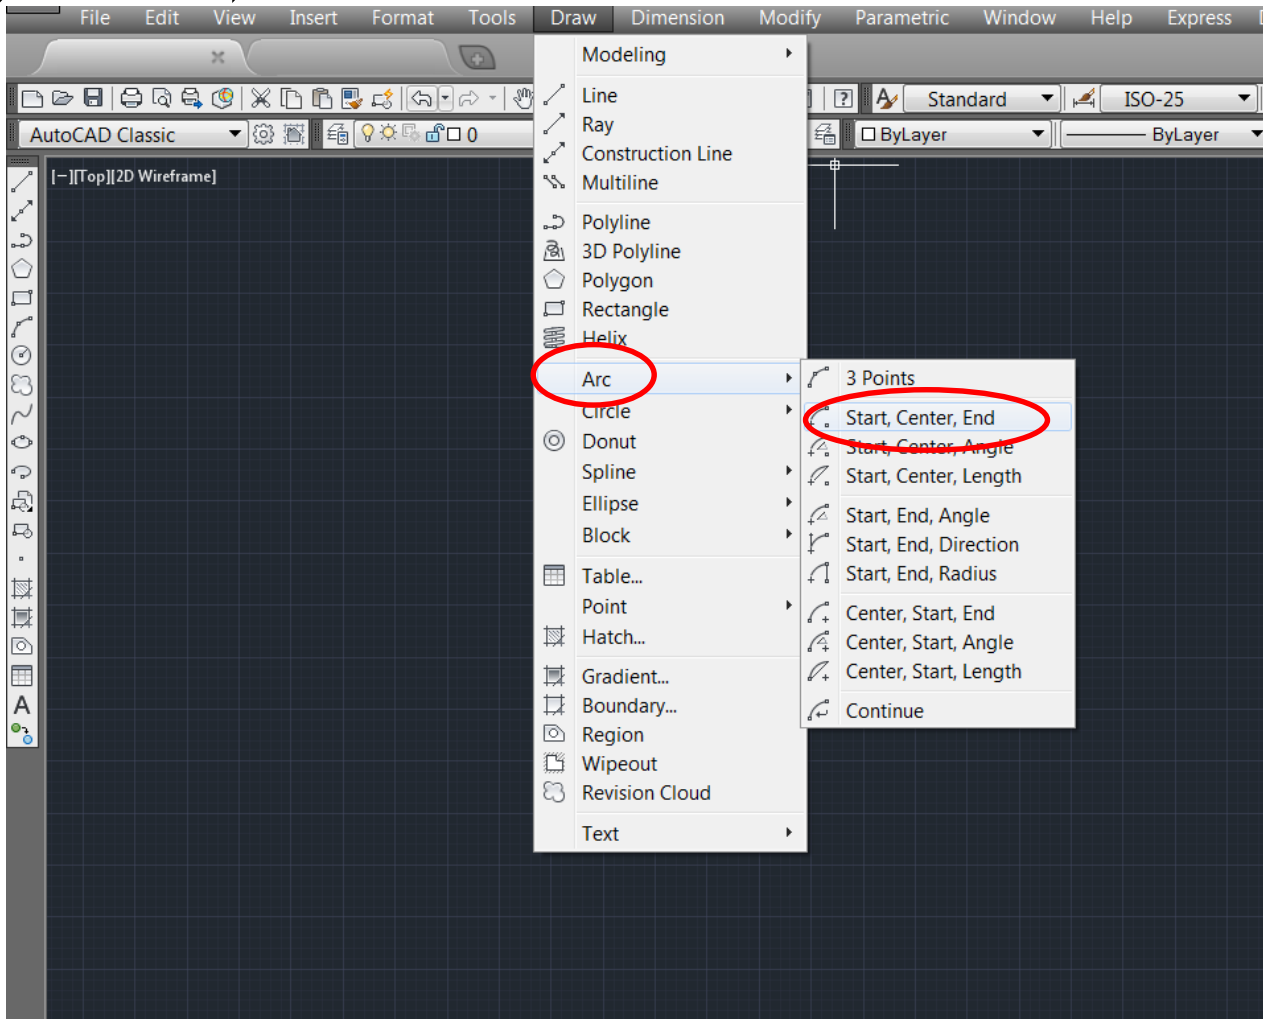 File Edit View Insert Format Tools Draw Dimension Modify Parametric Window Help Express
Standard ISO-25
AutoCAD Classic 0 ByLayer ByLayer
[−][Top][2D Wireframe]
Modeling
Line
Ray
Construction Line
Multiline
Polyline
3D Polyline
Polygon
Rectangle
Helix
Arc
Circle
Donut
Spline
Ellipse
Block
Table...
Point
Hatch...
Gradient...
Boundary...
Region
Wipeout
Revision Cloud
Text
3 Points
Start, Center, End
Start, Center, Angle
Start, Center, Length
Start, End, Angle
Start, End, Direction
Start, End, Radius
Center, Start, End
Center, Start, Angle
Center, Start, Length
Continue